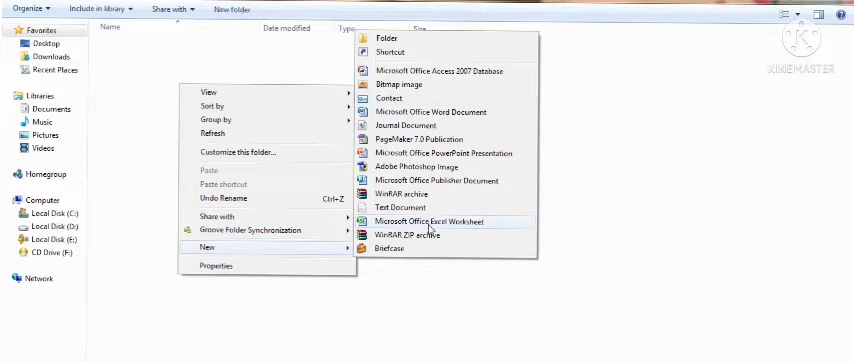 Organize Include in library Share with New folder
Name Date modified Type Size
Favorites
Desktop
Downloads
Recent Places
Libraries
Documents
Music
Pictures
Videos
Homegroup
Computer
Local Disk (C:)
Local Disk (D:)
Local Disk (E:)
CD Drive (F:)
Network
View
Sort by
Group by
Refresh
Customize this folder...
Paste
Paste shortcut
Undo Rename Ctrl+Z
Share with
Groove Folder Synchronization
New
Properties
Folder
Shortcut
Microsoft Office Access 2007 Database
Bitmap image
Contact
Microsoft Office Word Document
Journal Document
PageMaker 7.0 Publication
Microsoft Office PowerPoint Presentation
Adobe Photoshop Image
Microsoft Office Publisher Document
WinRAR archive
Text Document
Microsoft Office Excel Worksheet
WinRAR ZIP archive
Briefcase
KINEMASTER